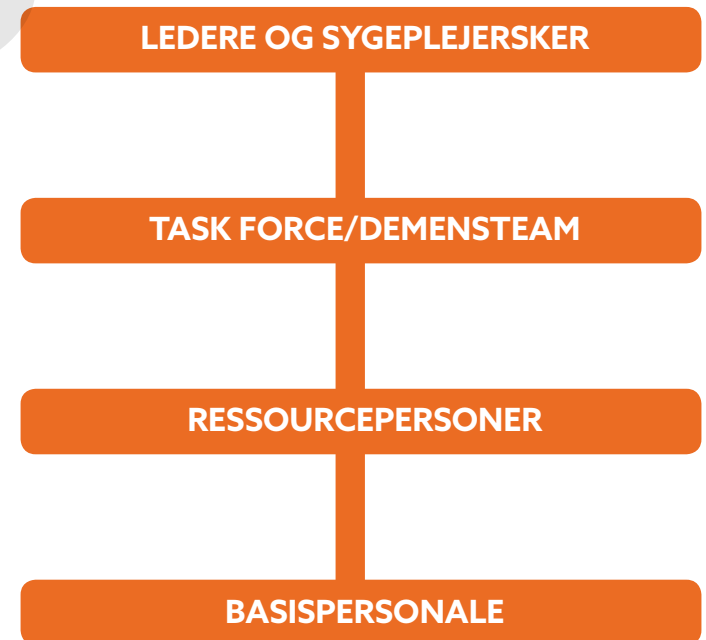 LEDERE OG SYGEPLEJERSKER
TASK FORCE/DEMENSTEAM
RESSOURCEPERSONER
BASISPERSONALE